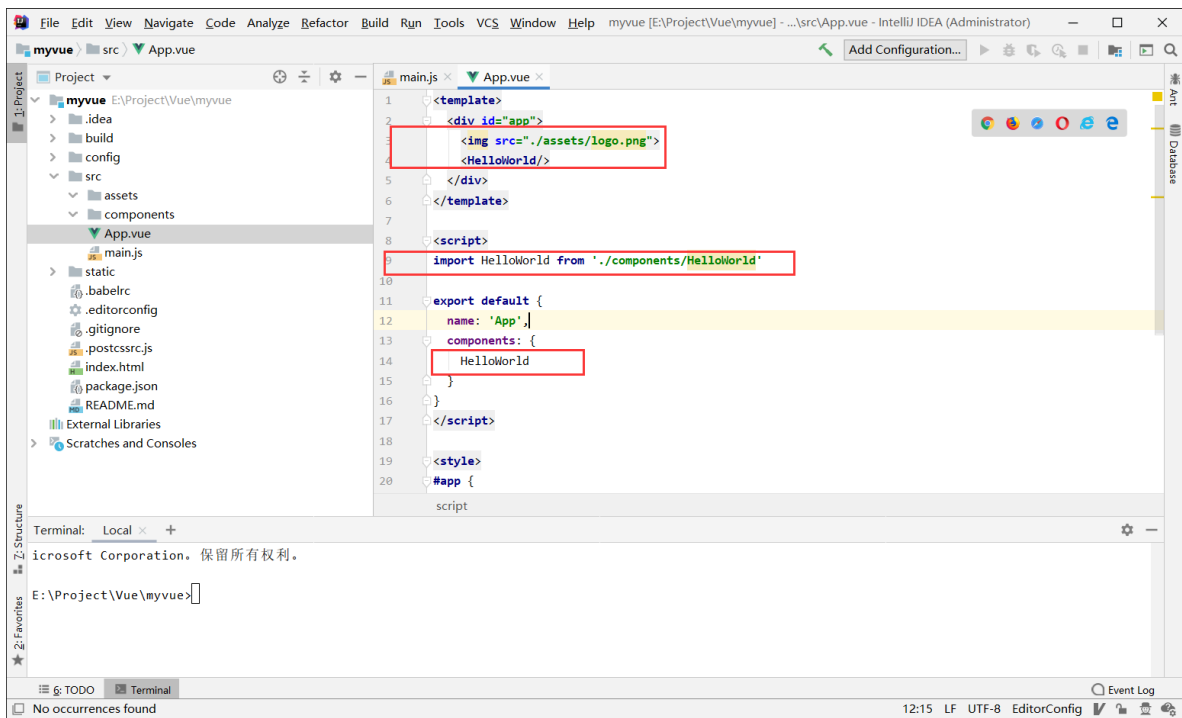 File Edit View Navigate Code Analyze Refactor Build Run Tools VCS Window Help myvue [E:\Project\Vue\myvue] - ...\src\App.vue - IntelliJ IDEA (Administrator)
myvue src App.vue Add Configuration...
1: Project
Project
main.js App.vue
myvue E:\Project\Vue\myvue
.idea
build
config
src
assets
components
App.vue
main.js
static
.babelrc
.editorconfig
.gitignore
.postcssrc.js
index.html
package.json
README.md
External Libraries
Scratches and Consoles
1 <template>
2 <div id="app">
3 <img src="./assets/logo.png">
4 <HelloWorld/>
5 </div>
6 </template>
7
8 <script>
9 import HelloWorld from './components/HelloWorld'
10
11 export default {
12 name: 'App',
13 components: {
14 HelloWorld
15 }
16 }
17 </script>
18
19 <style>
20 #app {
script
Ant
Database
Z: Structure
2: Favorites
Terminal: Local +
icrosoft Corporation。保留所有权利。
E:\Project\Vue\myvue>
6: TODO Terminal Event Log
No occurrences found 12:15 LF UTF-8 EditorConfig